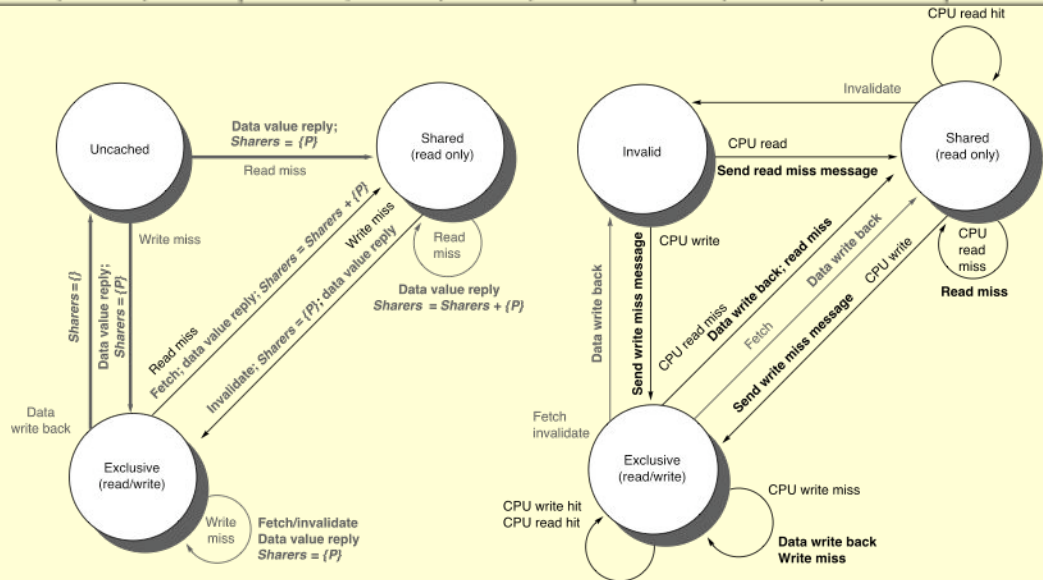 Uncached
Data value reply;
Sharers = {P}
Read miss
Shared
(read only)
Write miss
Sharers = {}
Data value reply;
Sharers = {P}
Read miss
Fetch; data value reply; Sharers = Sharers + {P}
Write miss
Invalidate; Sharers = {P}; data value reply
Read
miss
Data value reply
Sharers = Sharers + {P}
Data
write back
Exclusive
(read/write)
Write
miss
Fetch/invalidate
Data value reply
Sharers = {P}
CPU read hit
Invalidate
Invalid
CPU read
Send read miss message
Shared
(read only)
CPU write
Send write miss message
Data write back
CPU read miss
Data write back; read miss
Fetch
Data write back
Send write miss message
CPU write
CPU
read
miss
Read miss
Fetch
invalidate
Exclusive
(read/write)
CPU write hit
CPU read hit
CPU write miss
Data write back
Write miss